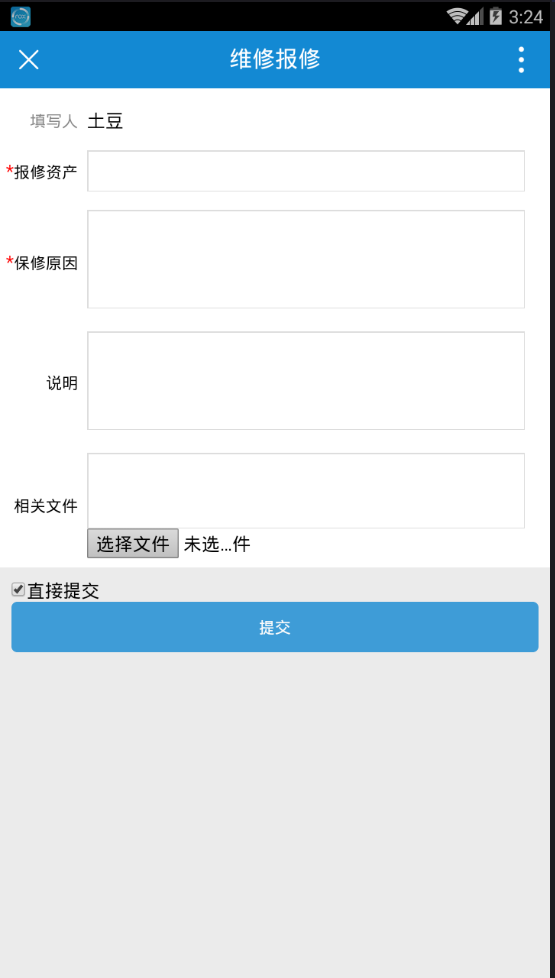 3:24
维修报修
填写人 土豆
*报修资产
*保修原因
说明
相关文件
选择文件 未选...件
直接提交
提交